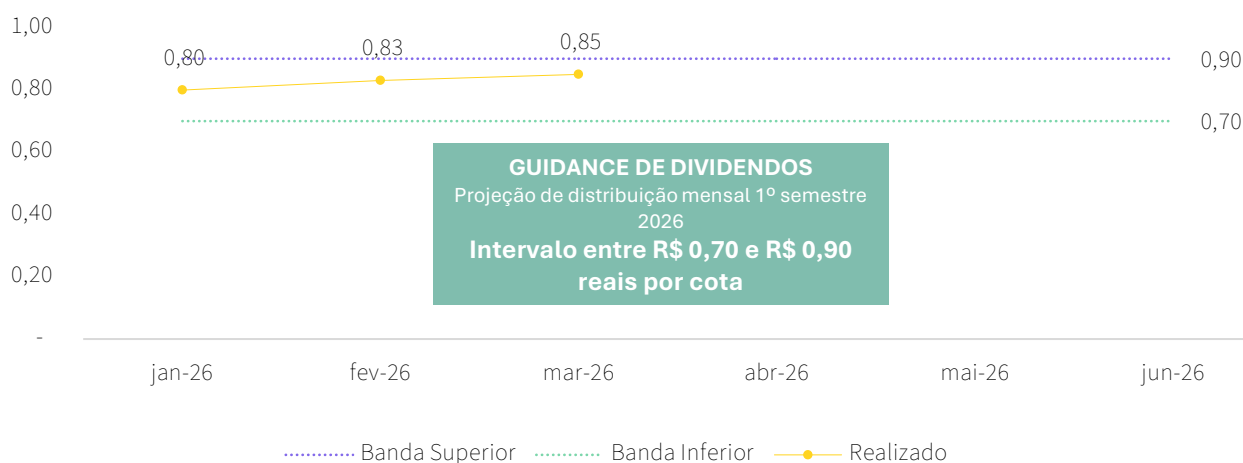 1,00
0,80
0,60
0,40
0,20
-
0,80
0,83
0,85
0,90
0,70
GUIDANCE DE DIVIDENDOS
Projeção de distribuição mensal 1º semestre
2026
Intervalo entre R$ 0,70 e R$ 0,90
reais por cota
jan-26 fev-26 mar-26 abr-26 mai-26 jun-26
Banda Superior Banda Inferior Realizado